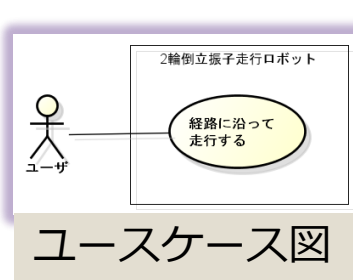 2輪倒立振子走行ロボット
経路に沿って
走行する
ユーザ
ユースケース図